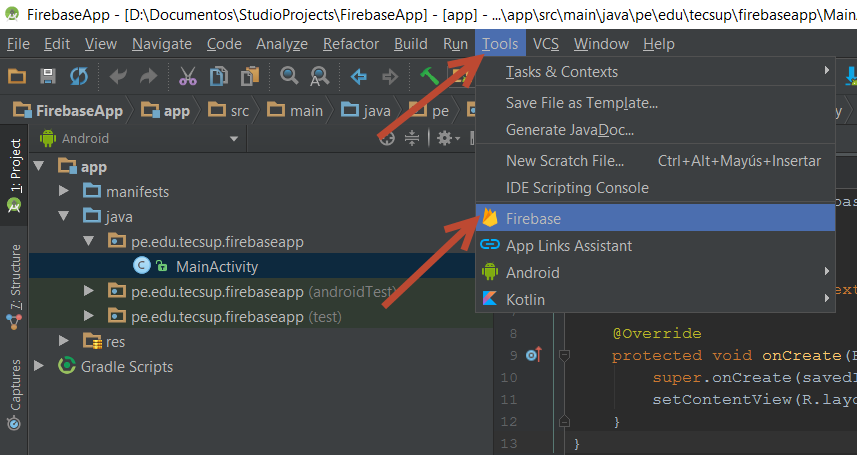 FirebaseApp - [D:\Documentos\StudioProjects\FirebaseApp] - [app] - ...\app\src\main\java\pe\edu\tecsup\firebaseapp\Main
File Edit View Navigate Code Analyze Refactor Build Run Tools VCS Window Help
FirebaseApp app src main java pe
Android
1: Project
7: Structure
Captures
app
manifests
java
pe.edu.tecsup.firebaseapp
MainActivity
pe.edu.tecsup.firebaseapp (androidTest)
pe.edu.tecsup.firebaseapp (test)
res
Gradle Scripts
Tasks & Contexts
Save File as Template...
Generate JavaDoc...
New Scratch File... Ctrl+Alt+Mayús+Insertar
IDE Scripting Console
Firebase
App Links Assistant
Android
Kotlin
bas
ext
8 @Override
9 protected void onCreate(
10 super.onCreate(saved
11 setContentView(R.lay
12 }
13 }